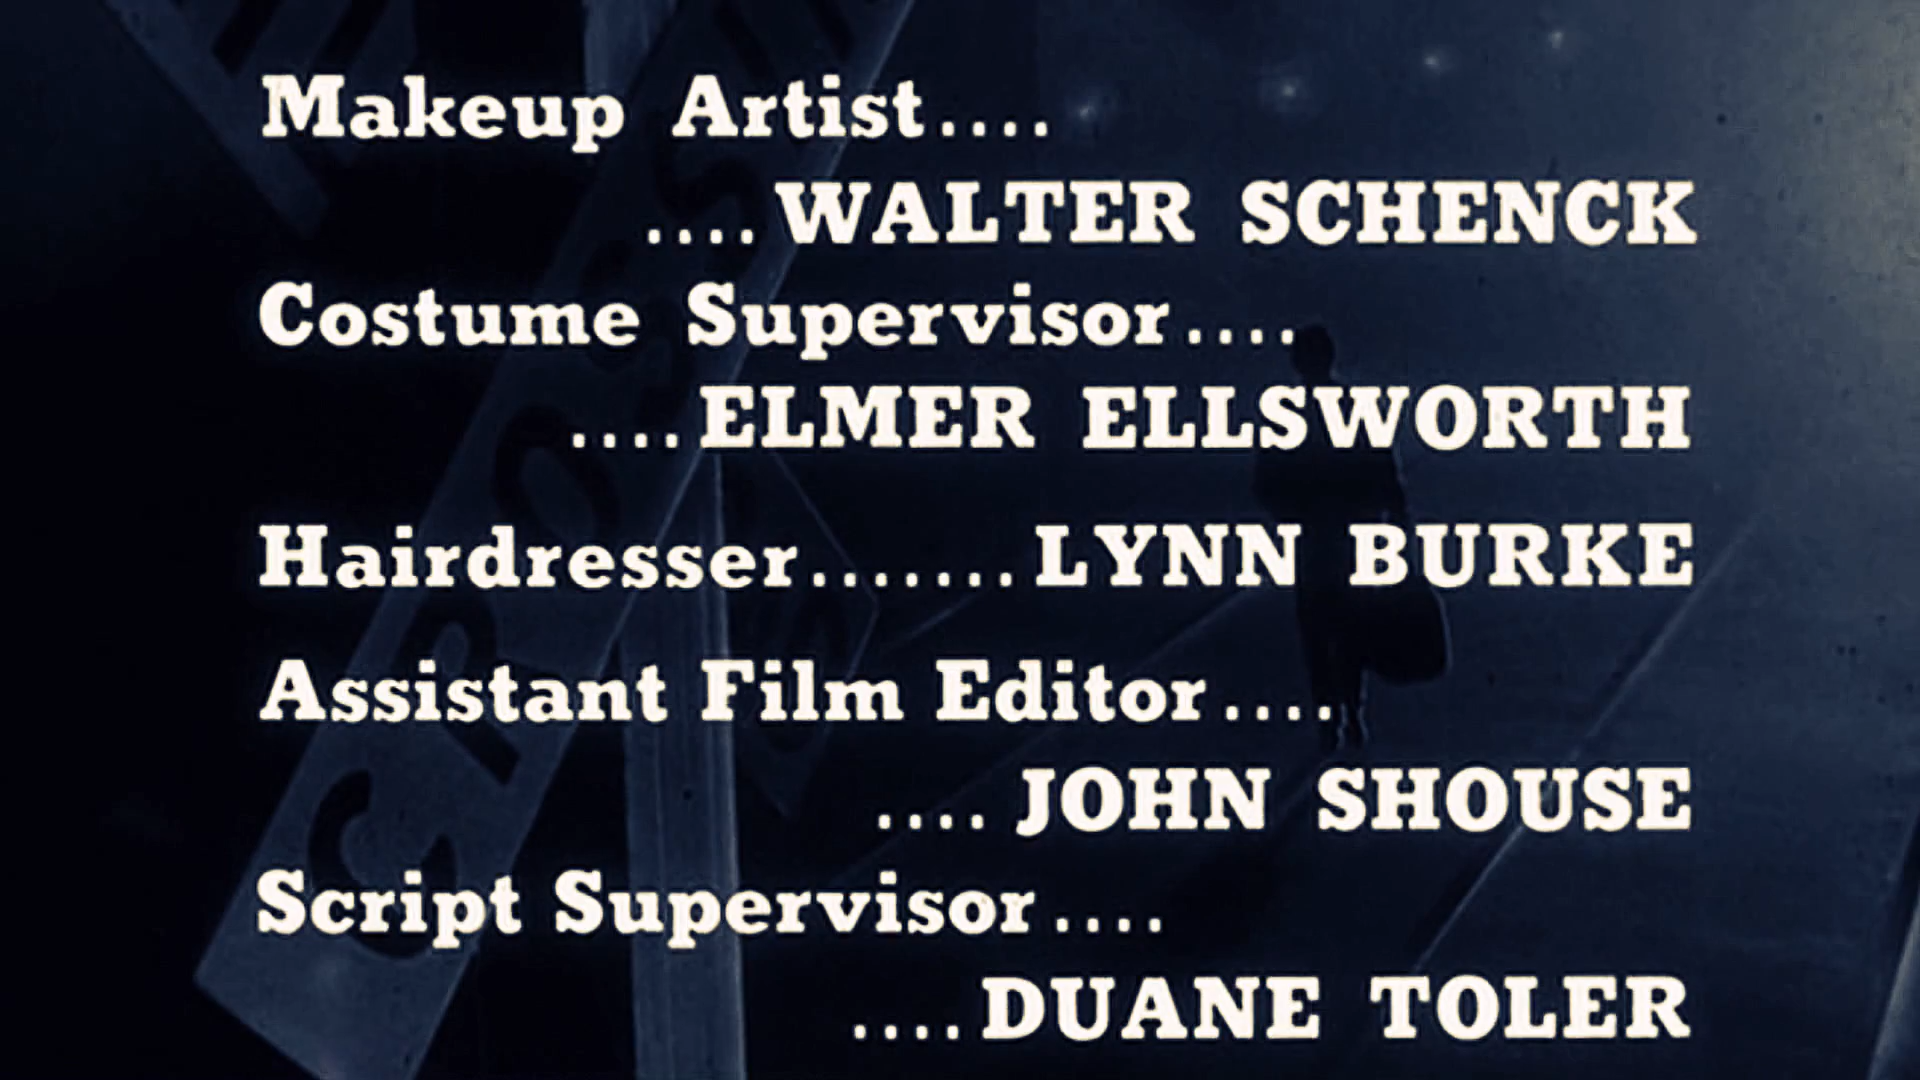 Makeup Artist....
....WALTER SCHENCK
Costume Supervisor....
....ELMER ELLSWORTH
Hairdresser.......LYNN BURKE
Assistant Film Editor....
....JOHN SHOUSE
Script Supervisor....
....DUANE TOLER